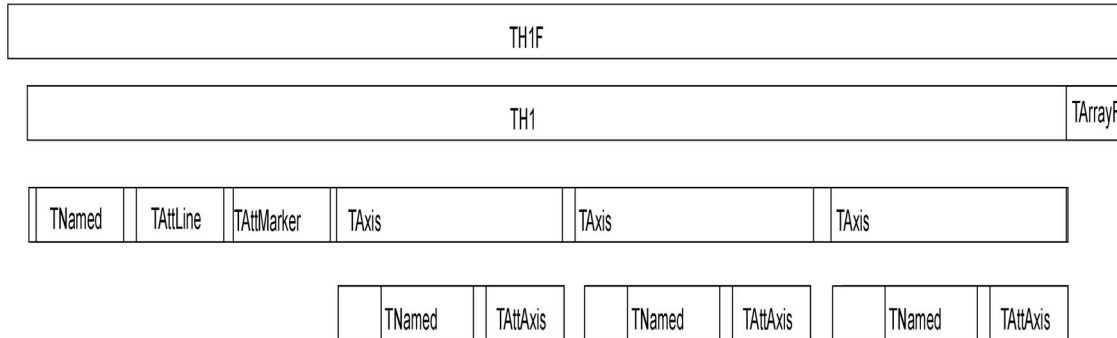 TH1F
TH1 TArrayF
TNamed TAttLine TAttMarker TAxis TAxis TAxis
TNamed TAttAxis TNamed TAttAxis TNamed TAttAxis